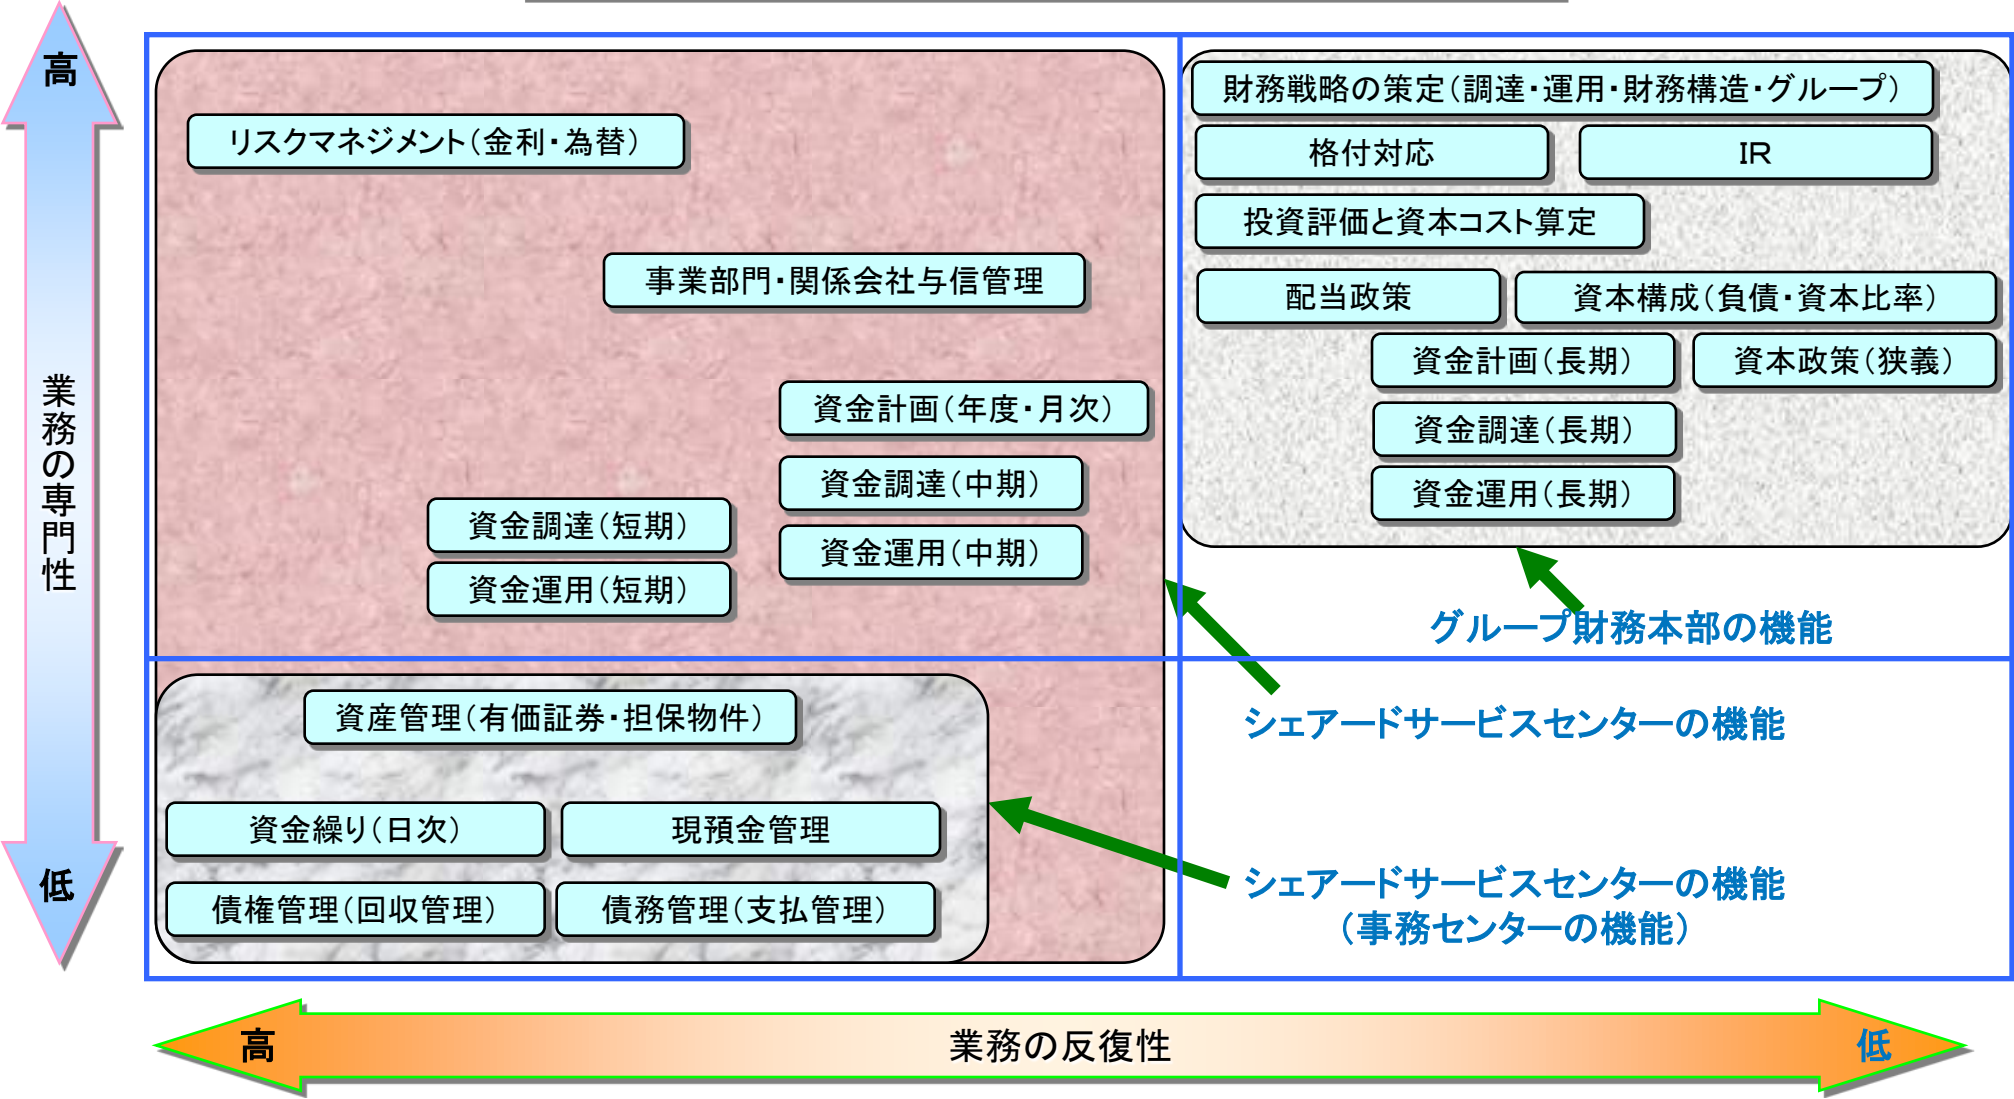 高
業務の専門性
低
リスクマネジメント（金利・為替）
事業部門・関係会社与信管理
資金計画（年度・月次）
資金調達（中期）
資金運用（中期）
資金調達（短期）
資金運用（短期）
財務戦略の策定（調達・運用・財務構造・グループ）
格付対応
IR
投資評価と資本コスト算定
配当政策
資本構成（負債・資本比率）
資金計画（長期）
資本政策（狭義）
資金調達（長期）
資金運用（長期）
グループ財務本部の機能
シェアードサービスセンターの機能
資産管理（有価証券・担保物件）
資金繰り（日次）
現預金管理
債権管理（回収管理）
債務管理（支払管理）
シェアードサービスセンターの機能
（事務センターの機能）
高
業務の反復性
低